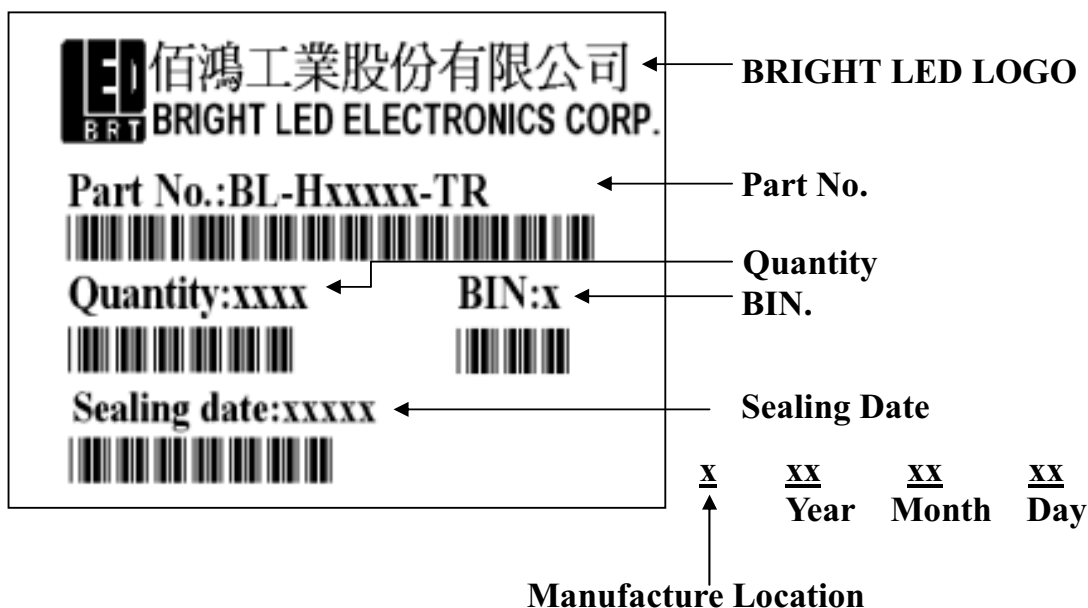 LED
BRT
佰鴻工業股份有限公司
BRIGHT LED ELECTRONICS CORP.
BRIGHT LED LOGO
Part No.:BL-Hxxxxx-TR
Part No.
Quantity:xxxx
BIN:x
Quantity
BIN.
Sealing date:xxxxx
Sealing Date
x xx xx xx
Year Month Day
Manufacture Location